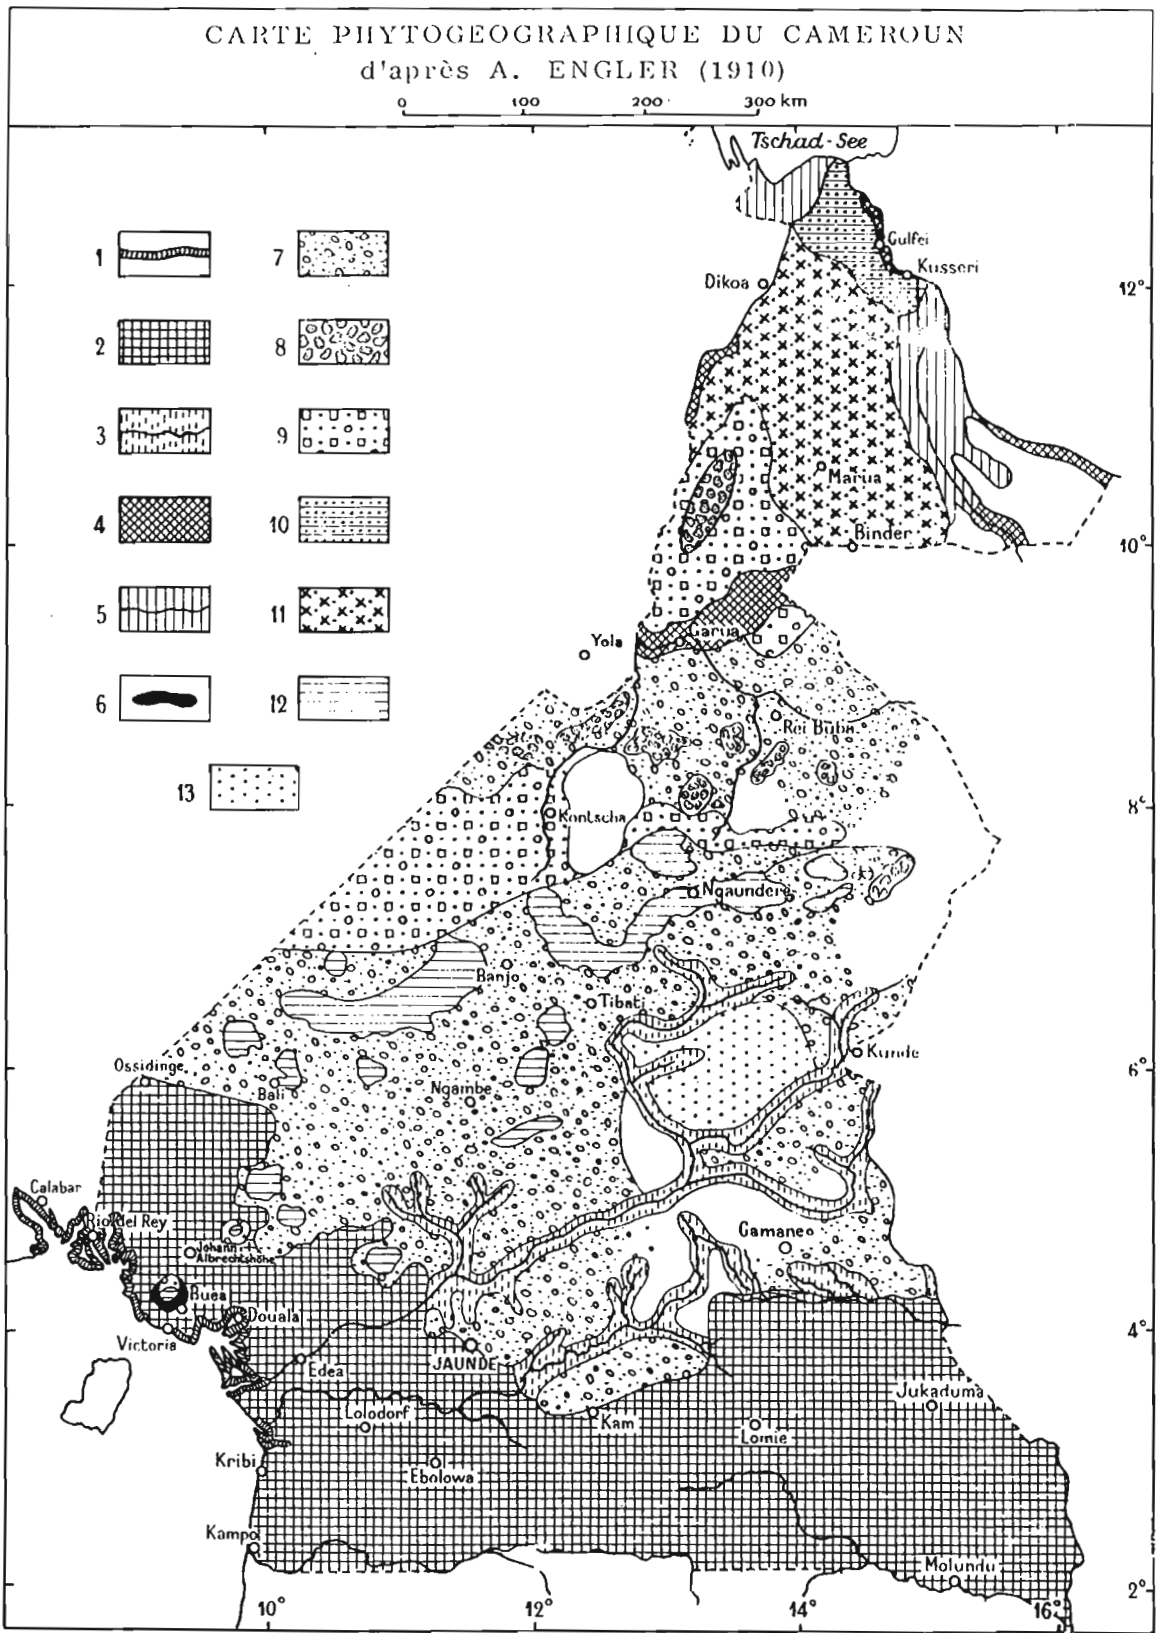 CARTE PHYTOGEOGRAPHIQUE DU CAMEROUN
d'après A. ENGLER (1910)
0 100 200 300 km
Tschad-See
1
7
Gulfei
Kusseri
Dikoa
12°
2
8
3
9
Marua
4
10
Binder
10°
5
11
Garua
Yola
6
12
Rei Buba
13
8°
Kontscha
Ngaundere
Banjo
Tibati
Kunde
Ossidinge
6°
Bali
Ngambe
Calabar
Rio del Rey
Gamaneo
Johann-
Albrechtshöhe
Buea
Douala
Victoria
4°
JAUNDE
Edea
Jukaduma
Lolodorf
Kam
Lomie
Kribi
Ebolowa
Kampo
Molundu
2°
10° 12° 14° 16°